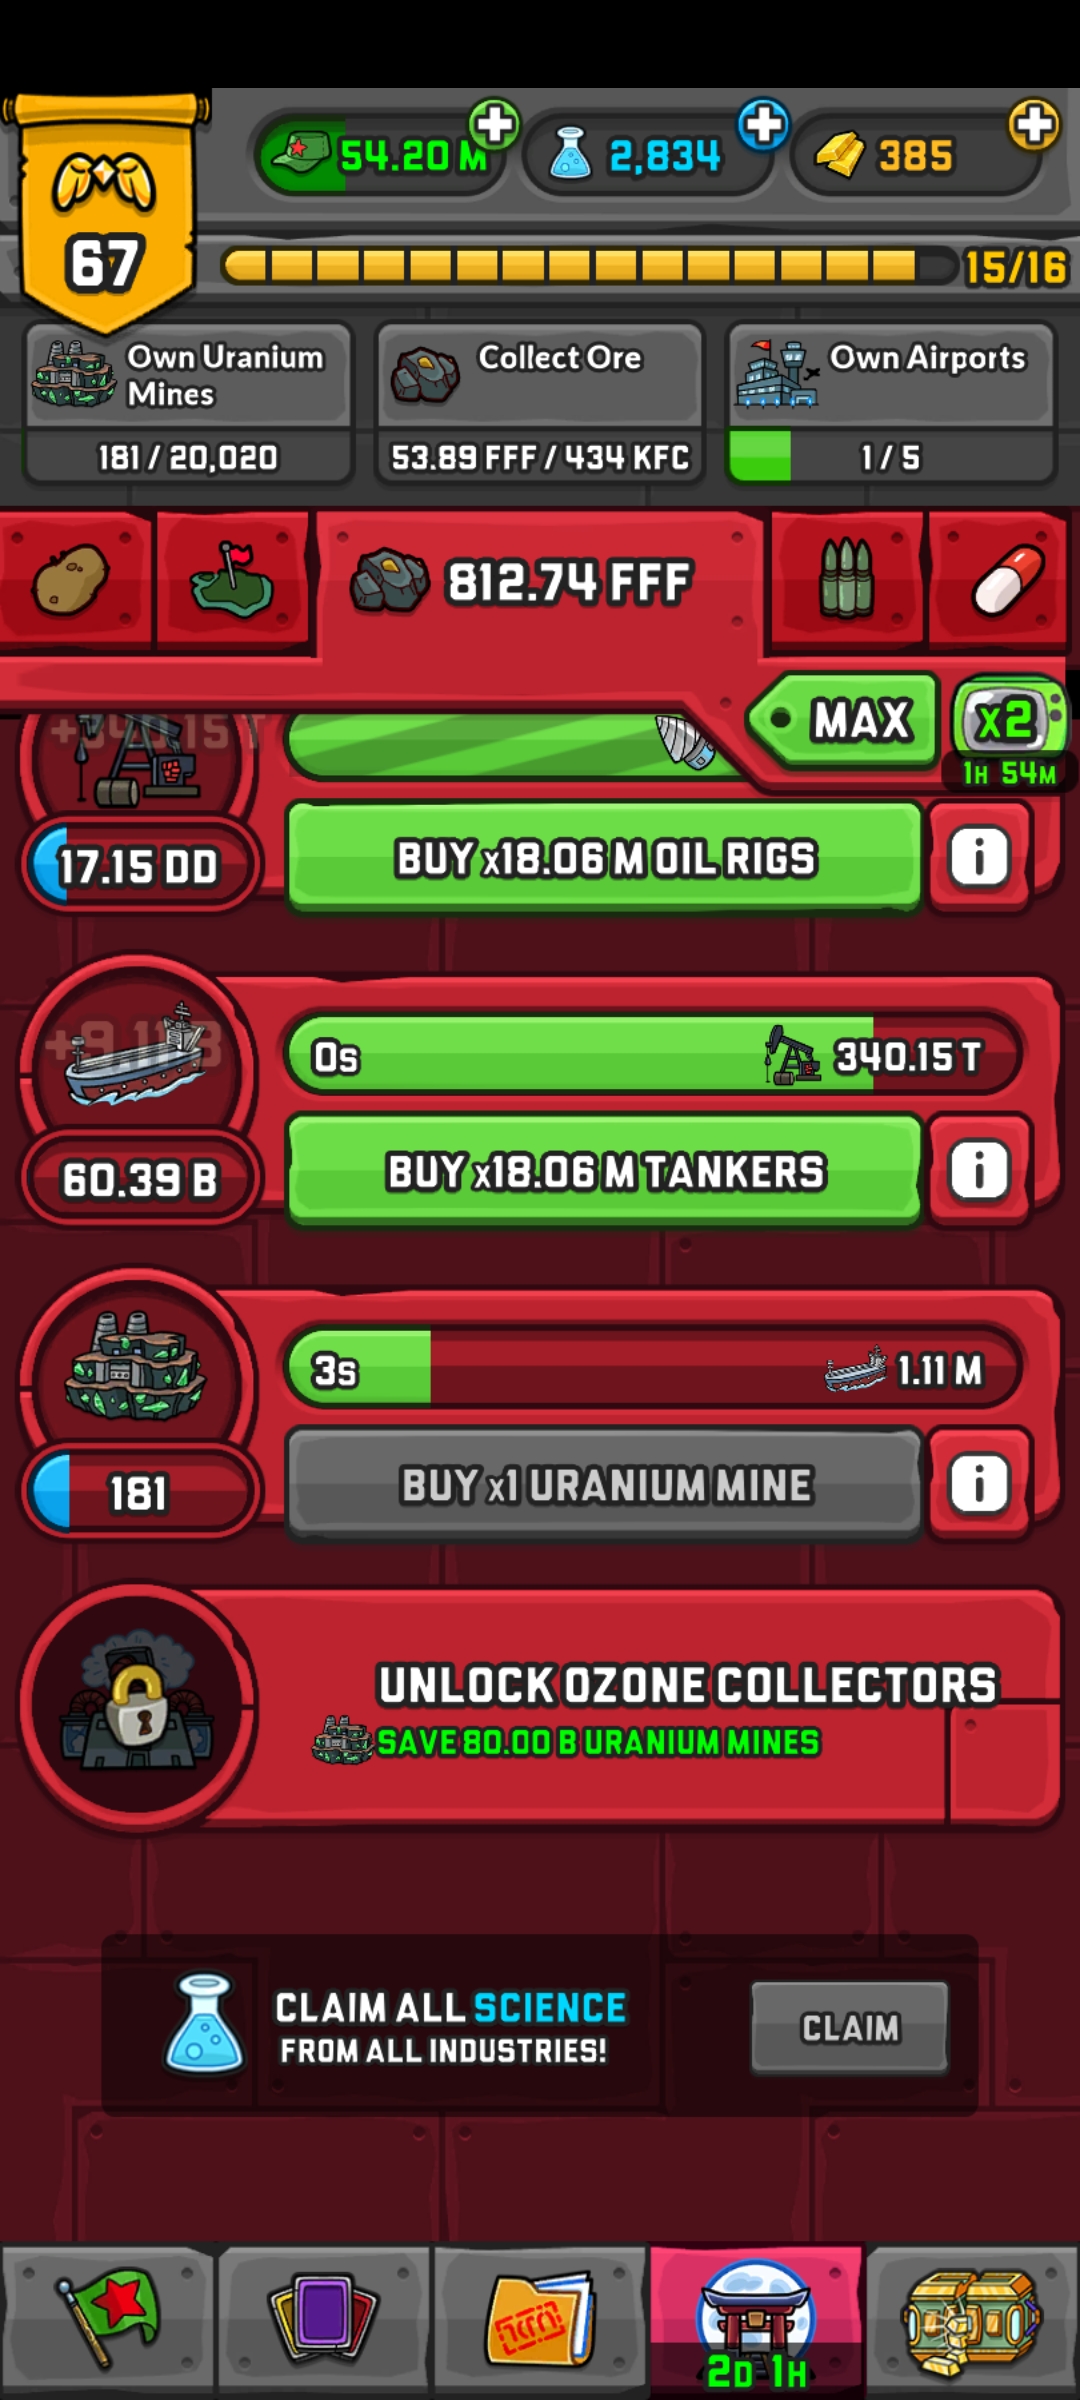 54.20 M
2,834
385
67
15/16
Own Uranium
Mines
181 / 20,020
Collect Ore
53.89 FFF / 434 KFC
Own Airports
1 / 5
812.74 FFF
MAX
x2
1H 54M
17.15 DD
BUY x18.06 M OIL RIGS
i
0s
340.15 T
60.39 B
BUY x18.06 M TANKERS
i
3s
1.11 M
181
BUY x1 URANIUM MINE
i
UNLOCK OZONE COLLECTORS
SAVE 80.00 B URANIUM MINES
CLAIM ALL SCIENCE
FROM ALL INDUSTRIES!
CLAIM
2D 1H